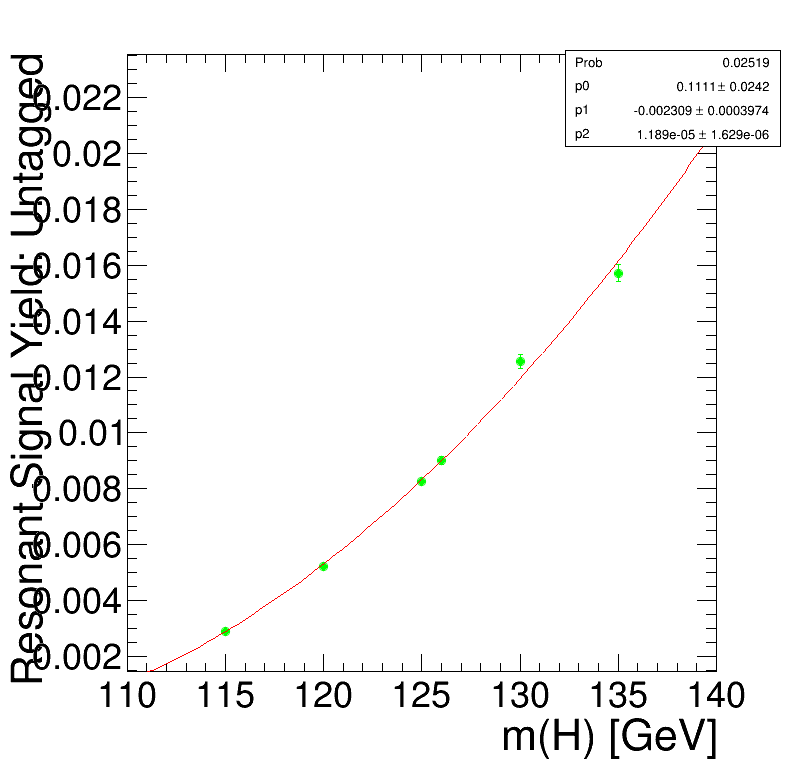 Prob 0.02519
p0 0.1111 ± 0.0242
p1 -0.002309 ± 0.0003974
p2 1.189e-05 ± 1.629e-06
Resonant Signal Yield: Untagged
0.022
0.02
0.018
0.016
0.014
0.012
0.01
0.008
0.006
0.004
0.002
110 115 120 125 130 135 140
m(H) [GeV]